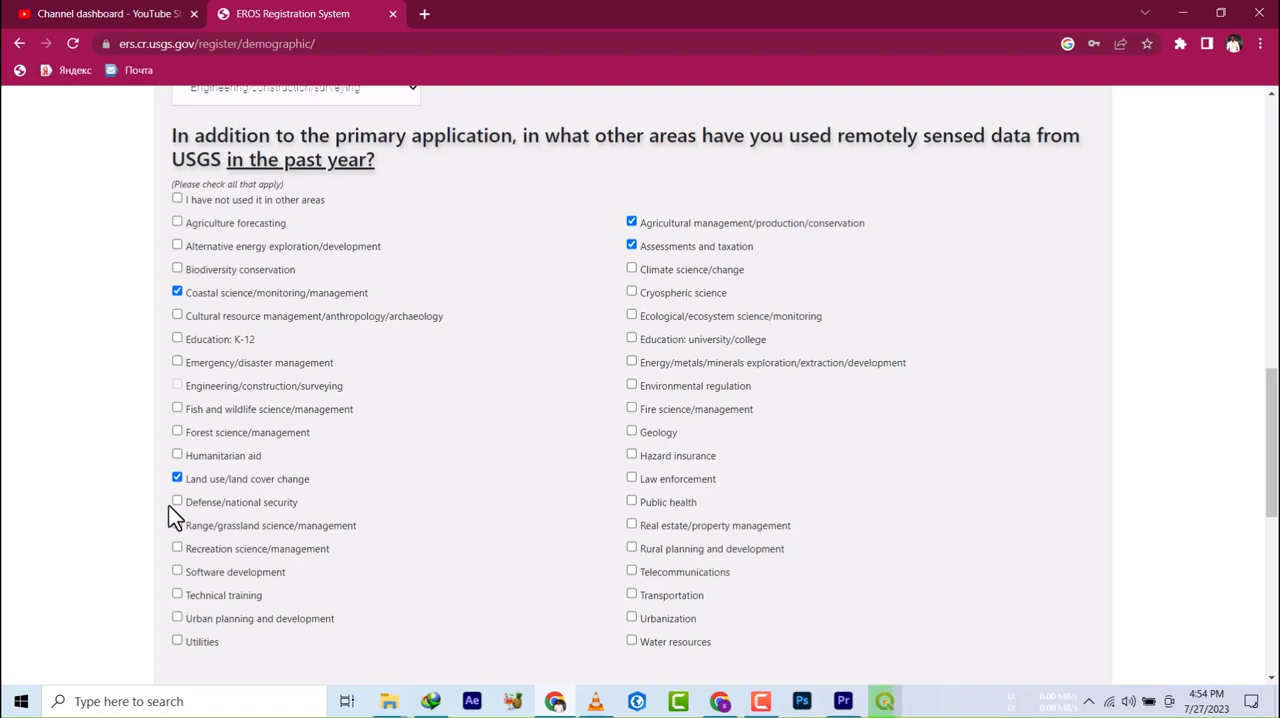 Channel dashboard - YouTube St
EROS Registration System
ers.cr.usgs.gov/register/demographic/
Яндекс
Почта
Engineering/construction/surveying
In addition to the primary application, in what other areas have you used remotely sensed data from
USGS in the past year?
(Please check all that apply)
I have not used it in other areas
Agriculture forecasting
Agricultural management/production/conservation
Alternative energy exploration/development
Assessments and taxation
Biodiversity conservation
Climate science/change
Coastal science/monitoring/management
Cryospheric science
Cultural resource management/anthropology/archaeology
Ecological/ecosystem science/monitoring
Education: K-12
Education: university/college
Emergency/disaster management
Energy/metals/minerals exploration/extraction/development
Engineering/construction/surveying
Environmental regulation
Fish and wildlife science/management
Fire science/management
Forest science/management
Geology
Humanitarian aid
Hazard insurance
Land use/land cover change
Law enforcement
Defense/national security
Public health
Range/grassland science/management
Real estate/property management
Recreation science/management
Rural planning and development
Software development
Telecommunications
Technical training
Transportation
Urban planning and development
Urbanization
Utilities
Water resources
Type here to search
Ae
Ps
Pr
U: 0.00 MB/s
D: 0.00 MB/s
4:54 PM
7/27/2023